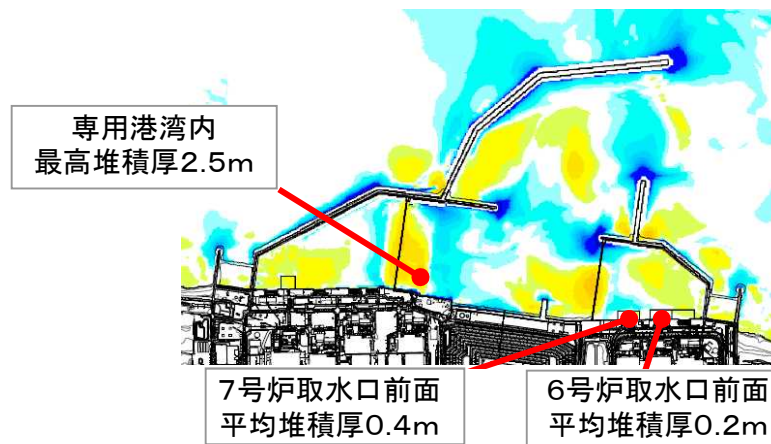 専用港湾内
最高堆積厚2.5m
7号炉取水口前面
平均堆積厚0.4m
6号炉取水口前面
平均堆積厚0.2m